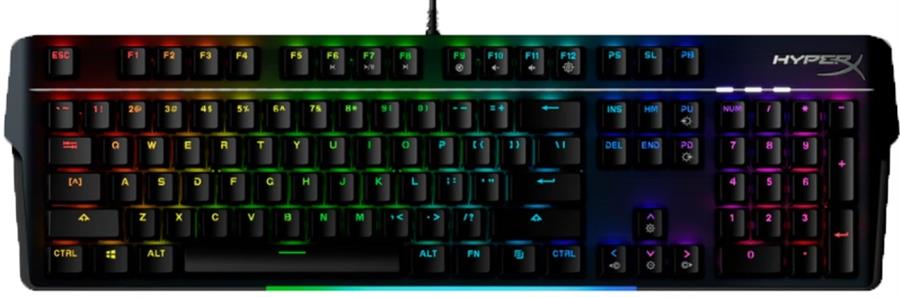 ESC F1 F2 F3 F4 F5 F6 F7 F8 F9 F10 F11 F12 PS SL PB HYPERX
`~ 1! 2@ 3# 4$ 5% 6^ 7& 8* 9( 0) -- =+ INS HM PU NUM / * -
Q W E R T Y U I O P [{ ]} \| DEL END PD 7 8 9 +
[A] A S D F G H J K L ;: '" 4 5 6
Z X C V B N M ,< .> /? 1 2 3
CTRL ALT ALT FN CTRL 0 .